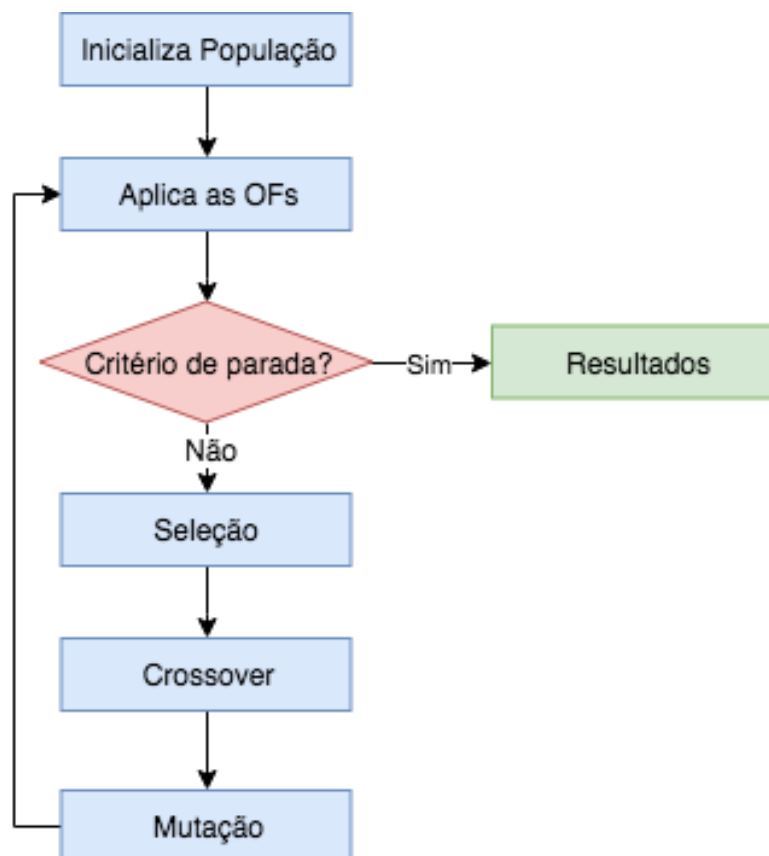 Inicializa População
Aplica as OFs
Critério de parada?
Sim
Resultados
Não
Seleção
Crossover
Mutação